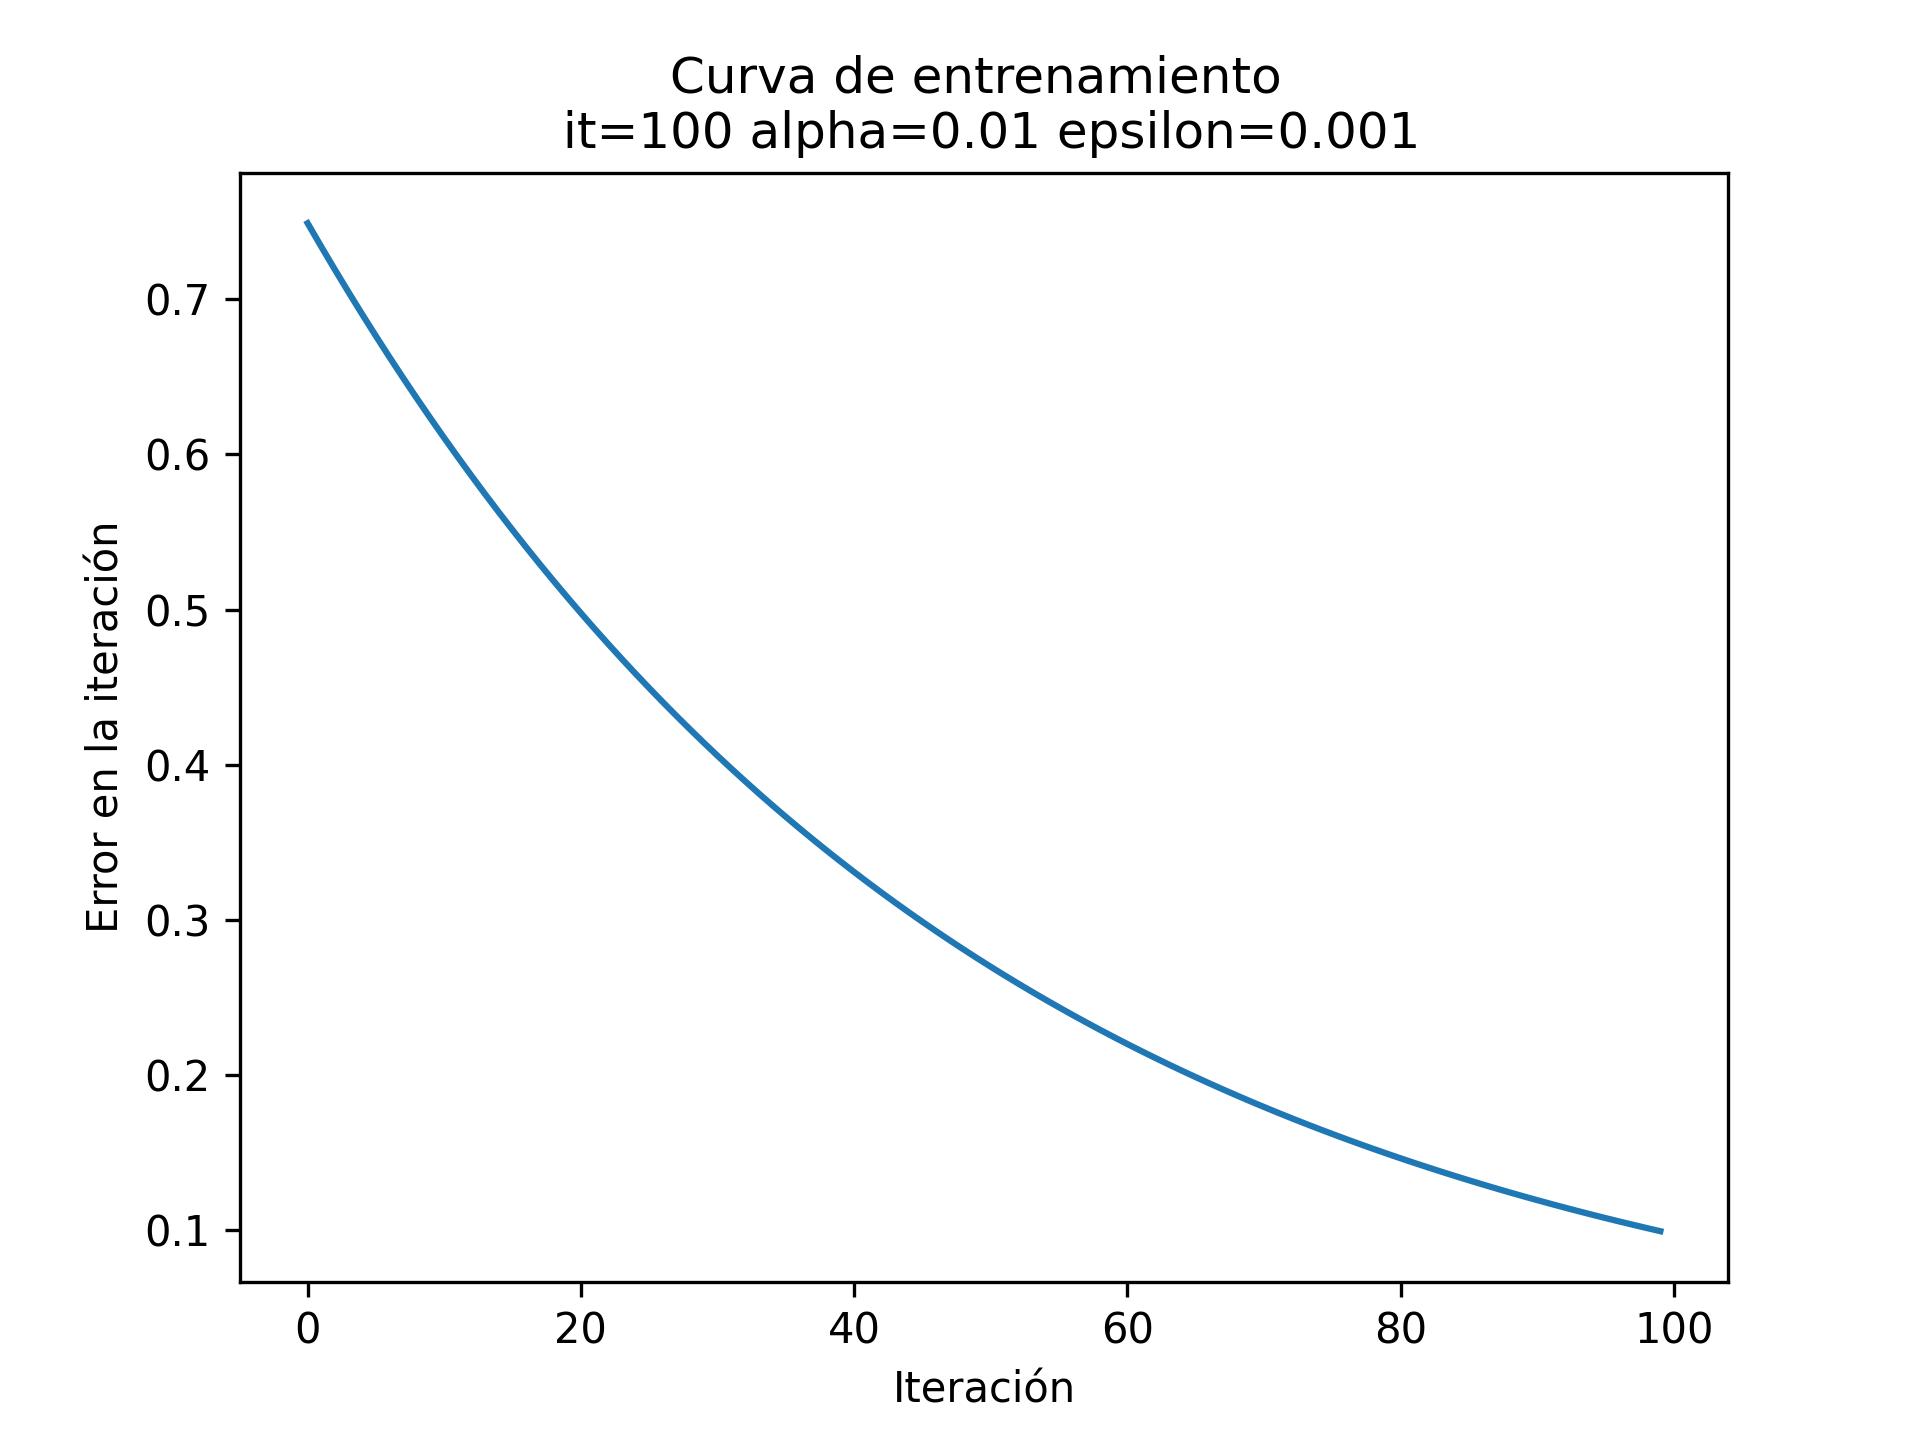 Curva de entrenamiento
it=100 alpha=0.01 epsilon=0.001
Error en la iteración
0.7
0.6
0.5
0.4
0.3
0.2
0.1
0 20 40 60 80 100
Iteración